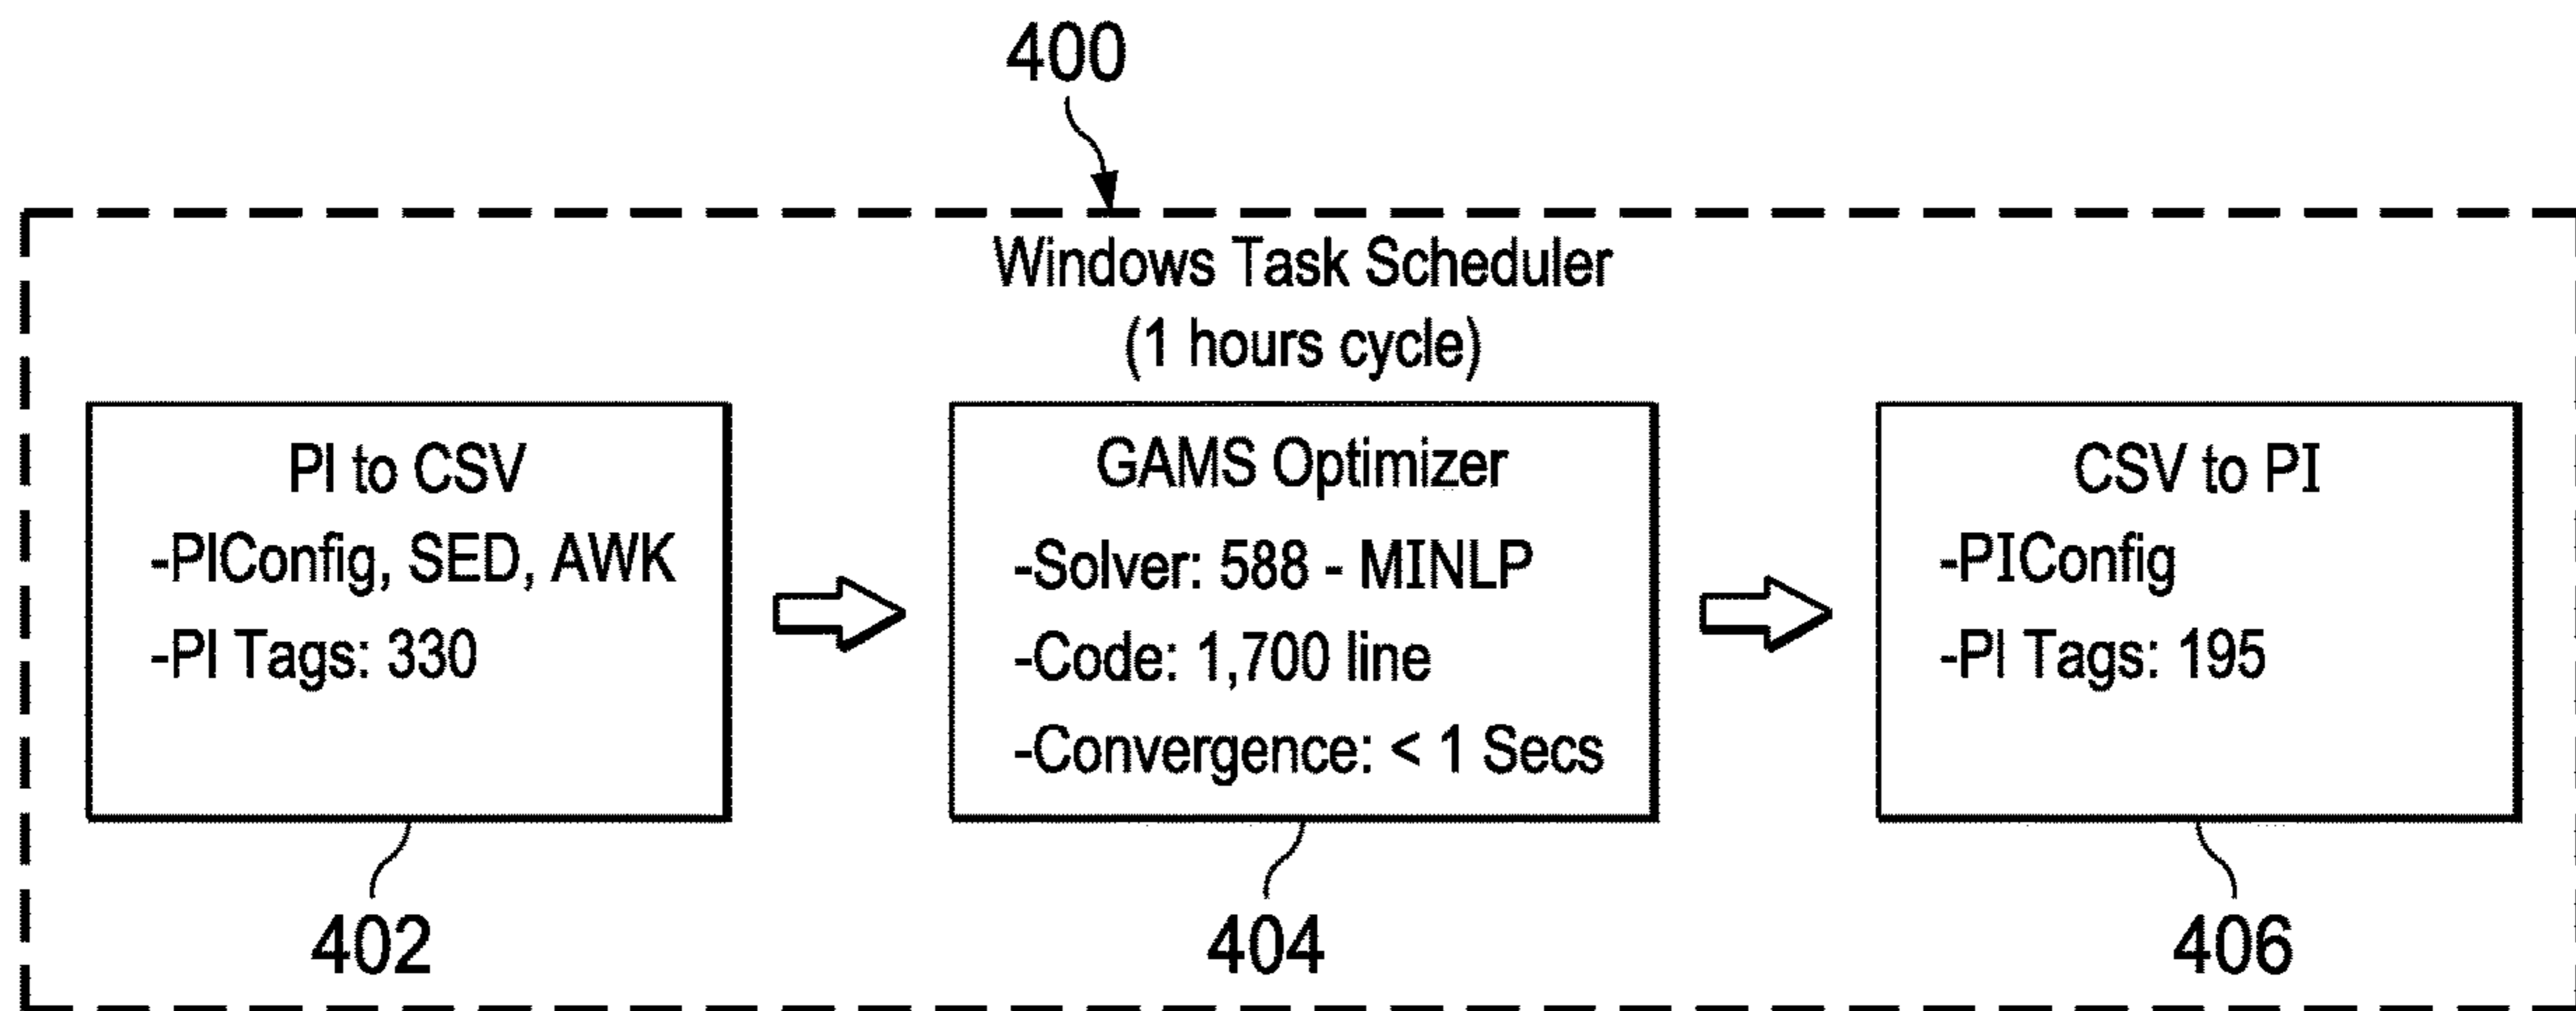 400
Windows Task Scheduler
(1 hours cycle)
PI to CSV
-PIConfig, SED, AWK
-PI Tags: 330
GAMS Optimizer
-Solver: 588 - MINLP
-Code: 1,700 line
-Convergence: < 1 Secs
CSV to PI
-PIConfig
-PI Tags: 195
402
404
406